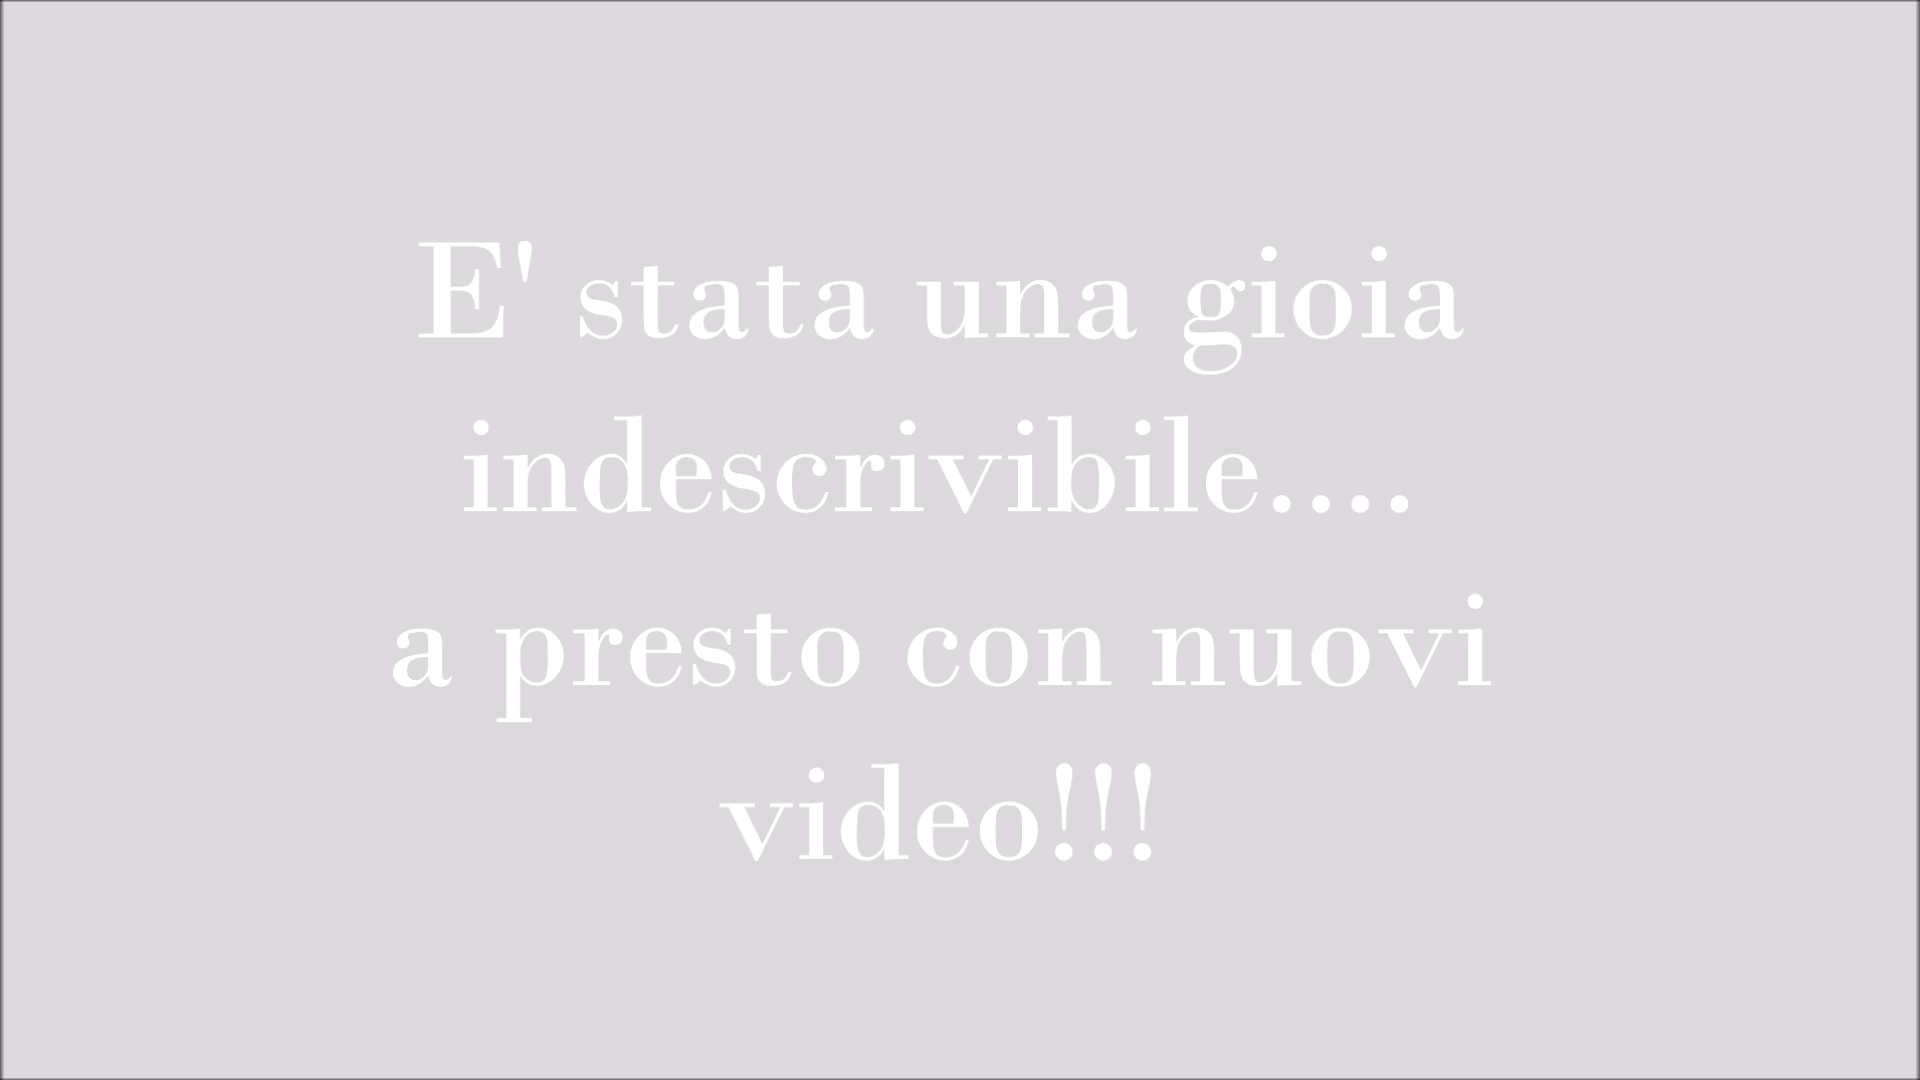 E' stata una gioia
indescrivibile....
a presto con nuovi
video!!!